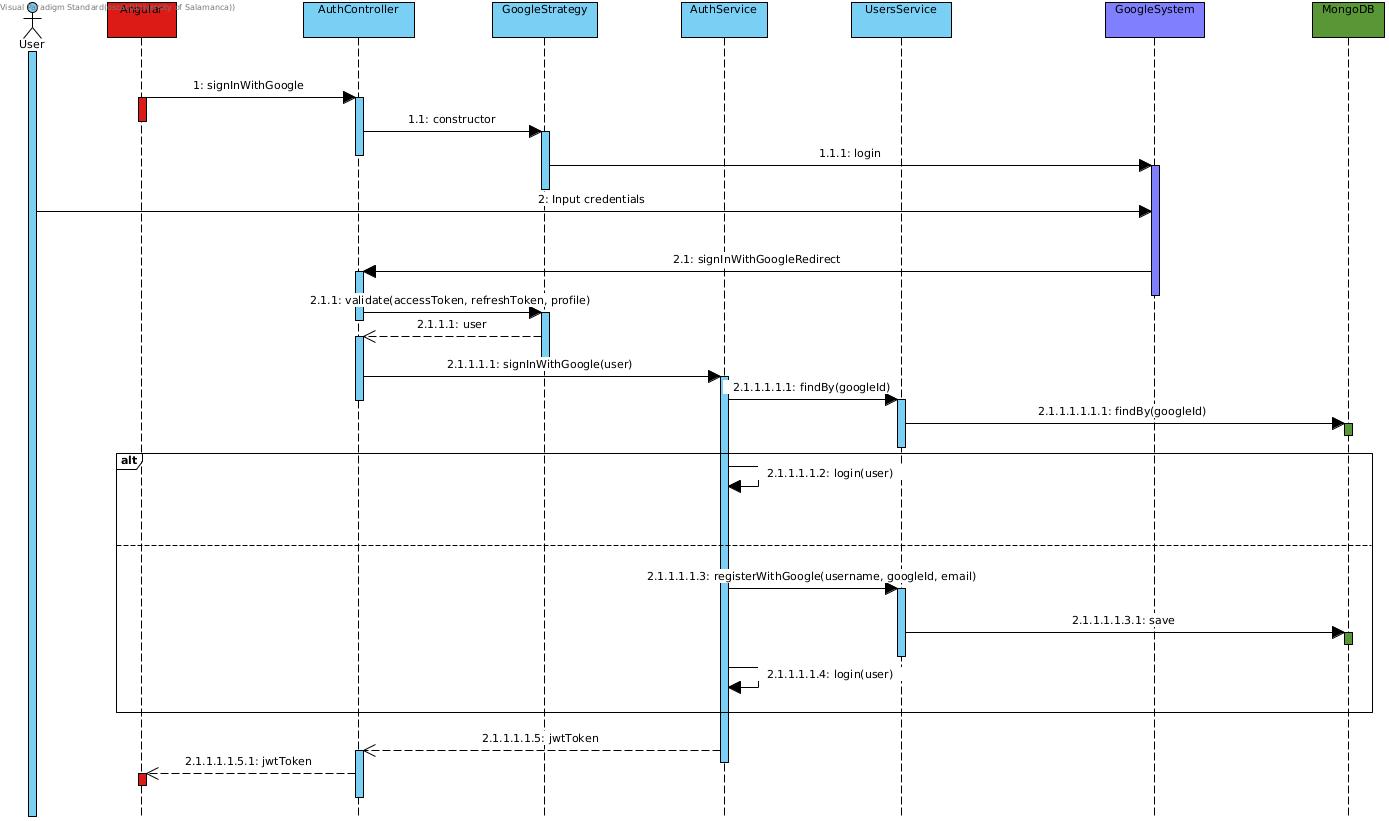 Visual Paradigm Standard( of Salamanca))
User
Angular
AuthController
GoogleStrategy
AuthService
UsersService
GoogleSystem
MongoDB
1: signInWithGoogle
1.1: constructor
1.1.1: login
2: Input credentials
2.1: signInWithGoogleRedirect
2.1.1: validate(accessToken, refreshToken, profile)
2.1.1.1: user
2.1.1.1.1: signInWithGoogle(user)
2.1.1.1.1.1: findBy(googleId)
2.1.1.1.1.1.1: findBy(googleId)
alt
2.1.1.1.1.2: login(user)
2.1.1.1.1.3: registerWithGoogle(username, googleId, email)
2.1.1.1.1.3.1: save
2.1.1.1.1.4: login(user)
2.1.1.1.1.5: jwtToken
2.1.1.1.1.5.1: jwtToken